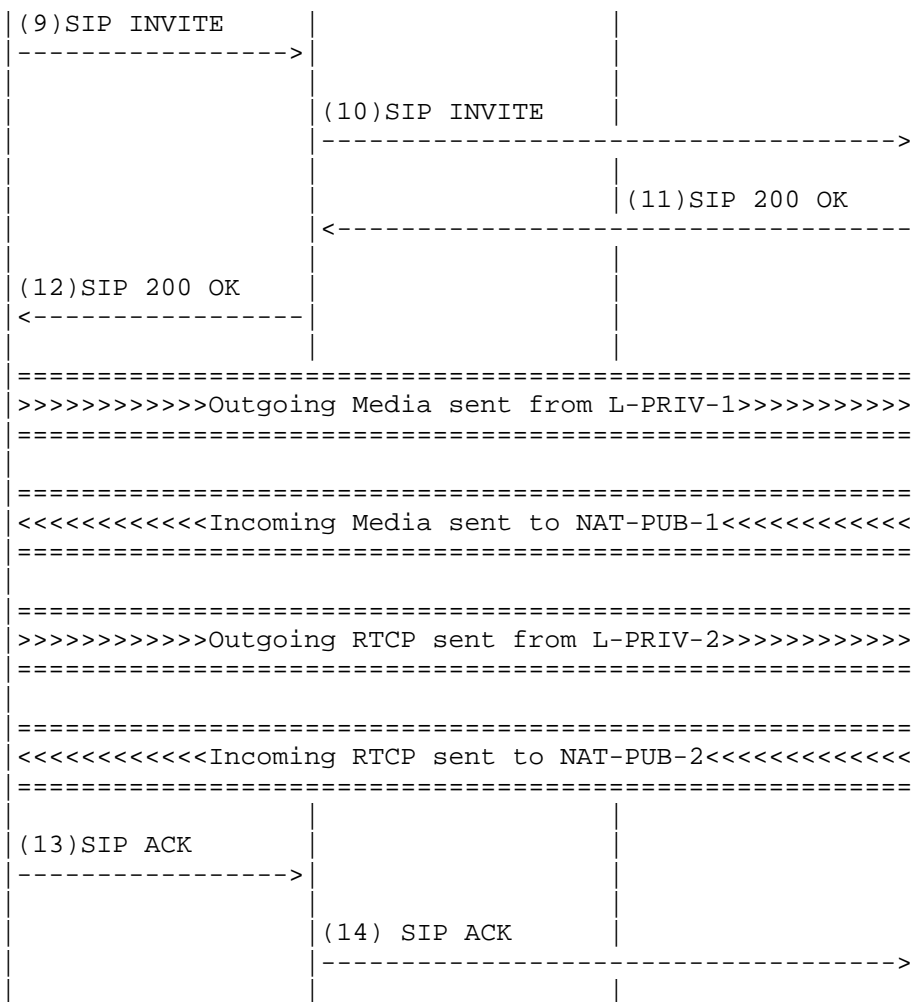 (9)SIP INVITE
(10)SIP INVITE
(11)SIP 200 OK
(12)SIP 200 OK
>>>>>>>>>>>>Outgoing Media sent from L-PRIV-1>>>>>>>>>>>
<<<<<<<<<<<<Incoming Media sent to NAT-PUB-1<<<<<<<<<<<<
>>>>>>>>>>>>Outgoing RTCP sent from L-PRIV-2>>>>>>>>>>>>
<<<<<<<<<<<<Incoming RTCP sent to NAT-PUB-2<<<<<<<<<<<<<
(13)SIP ACK
(14) SIP ACK